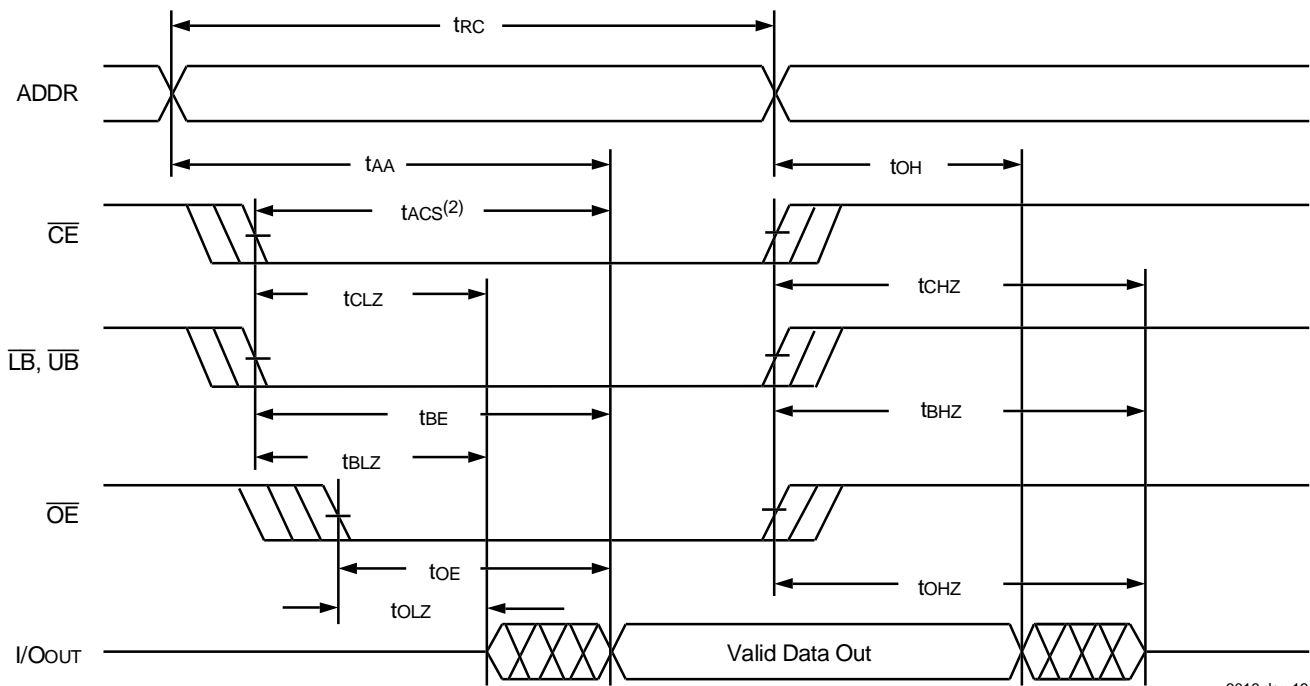 tRC
ADDR
tAA
tOH
tACS(2)
CE
tCLZ
tCHZ
LB, UB
tBE
tBHZ
tBLZ
OE
tOE
tOHZ
tOLZ
I/OOUT
Valid Data Out